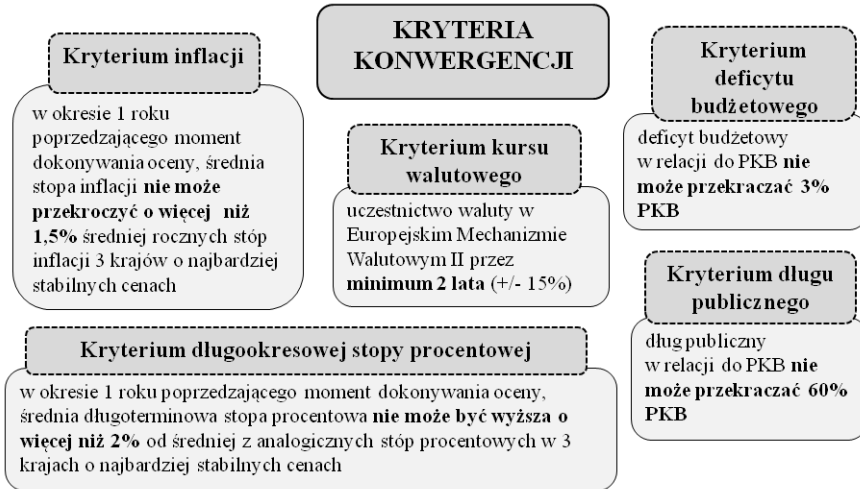 KRYTERIA
KONWERGENCJI
Kryterium inflacji
w okresie 1 roku
poprzedzającego moment
dokonywania oceny, średnia
stopa inflacji nie może
przekroczyć o więcej niż
1,5% średniej rocznych stóp
inflacji 3 krajów o najbardziej
stabilnych cenach
Kryterium kursu
walutowego
uczestnictwo waluty w
Europejskim Mechanizmie
Walutowym II przez
minimum 2 lata (+/- 15%)
Kryterium
deficytu
budżetowego
deficyt budżetowy
w relacji do PKB nie
może przekraczać 3%
PKB
Kryterium długu
publicznego
dług publiczny
w relacji do PKB nie
może przekraczać 60%
PKB
Kryterium długookresowej stopy procentowej
w okresie 1 roku poprzedzającego moment dokonywania oceny,
średnia długoterminowa stopa procentowa nie może być wyższa o
więcej niż 2% od średniej z analogicznych stóp procentowych w 3
krajach o najbardziej stabilnych cenach